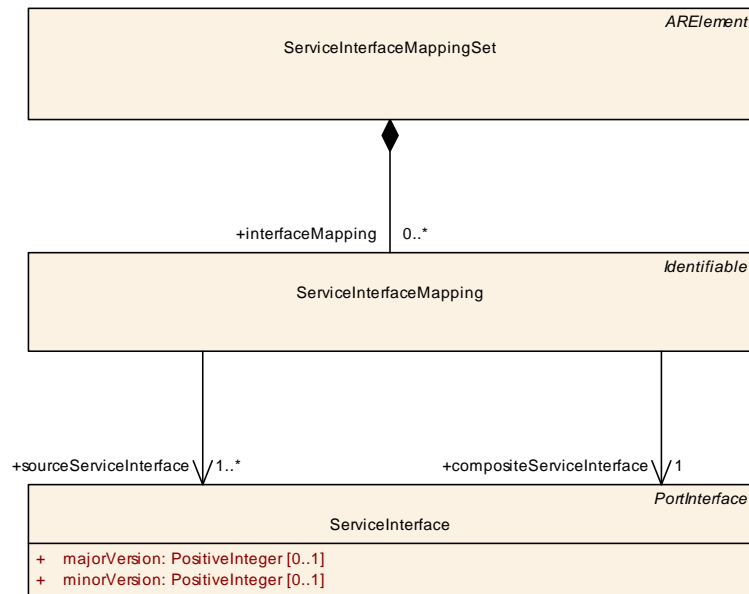 ARElement
ServiceInterfaceMappingSet
+interfaceMapping 0..*
Identifiable
ServiceInterfaceMapping
+sourceServiceInterface 1..* +compositeServiceInterface 1
PortInterface
ServiceInterface
+ majorVersion: PositiveInteger [0..1]
+ minorVersion: PositiveInteger [0..1]